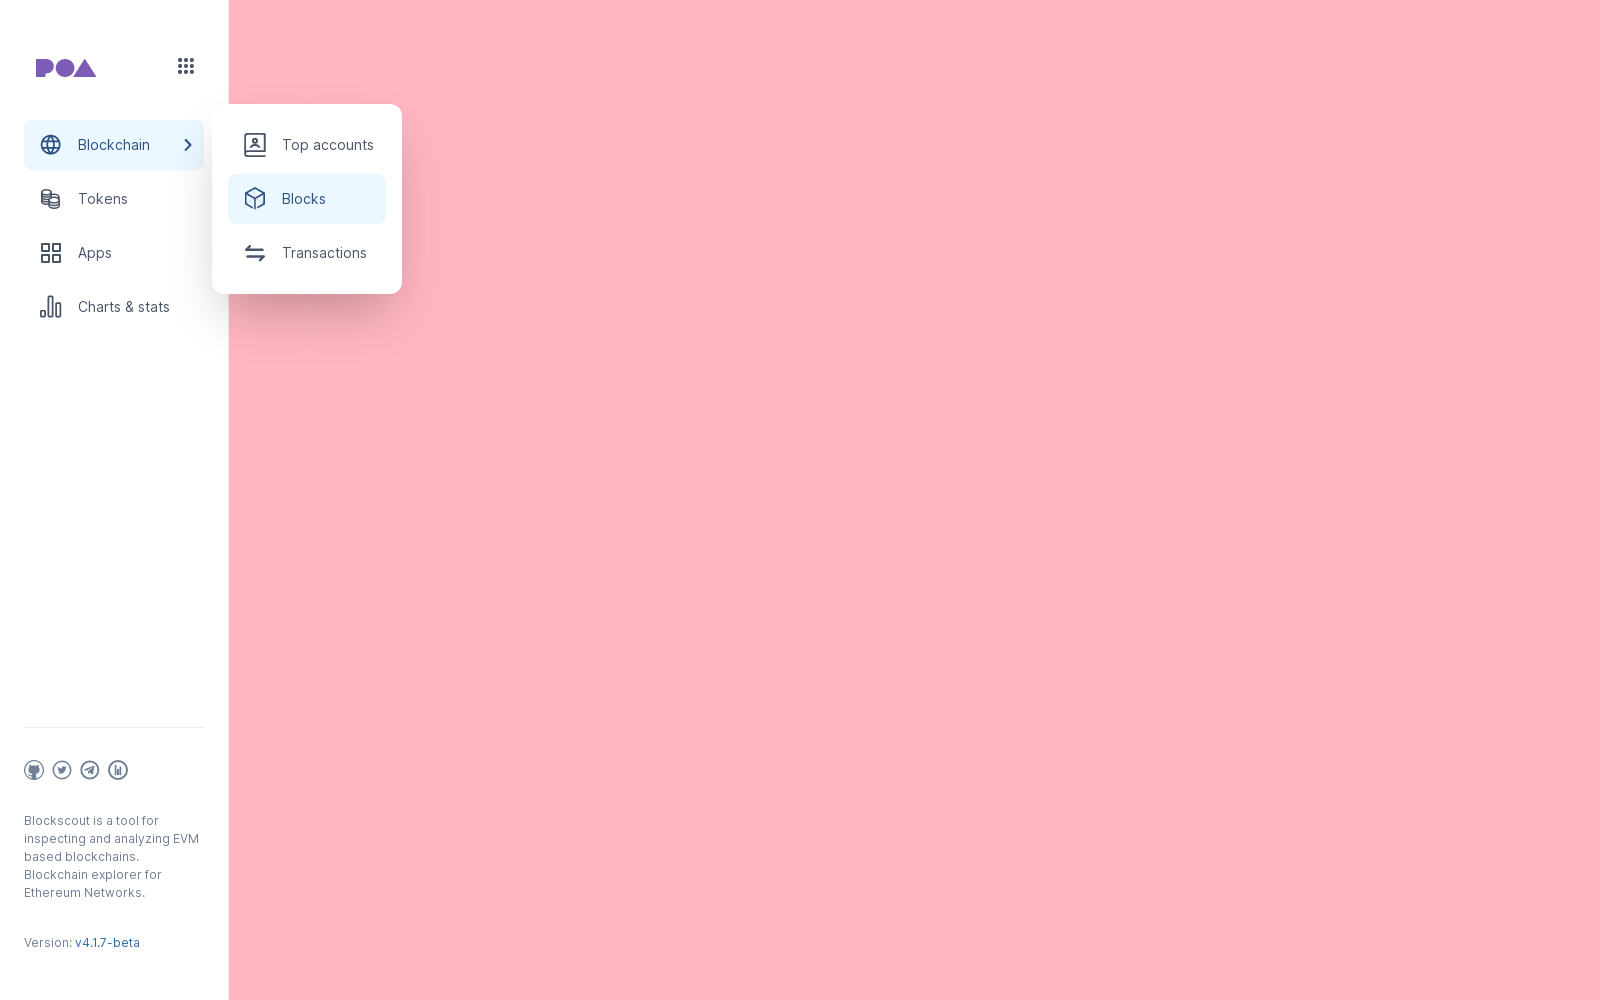 POA
Blockchain
Tokens
Apps
Charts & stats
Top accounts
Blocks
Transactions
Blockscout is a tool for
inspecting and analyzing EVM
based blockchains.
Blockchain explorer for
Ethereum Networks.
Version: v4.1.7-beta